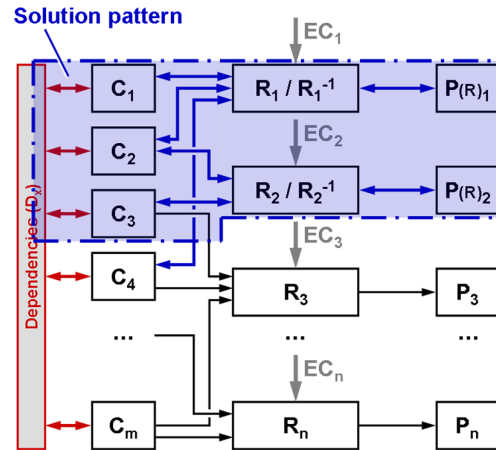 Solution pattern
EC₁
C₁
R₁ / R₁⁻¹
P(R)₁
C₂
EC₂
R₂ / R₂⁻¹
P(R)₂
C₃
EC₃
C₄
R₃
P₃
...
...
...
ECₙ
Cₘ
Rₙ
Pₙ
Dependencies (Dₓ)